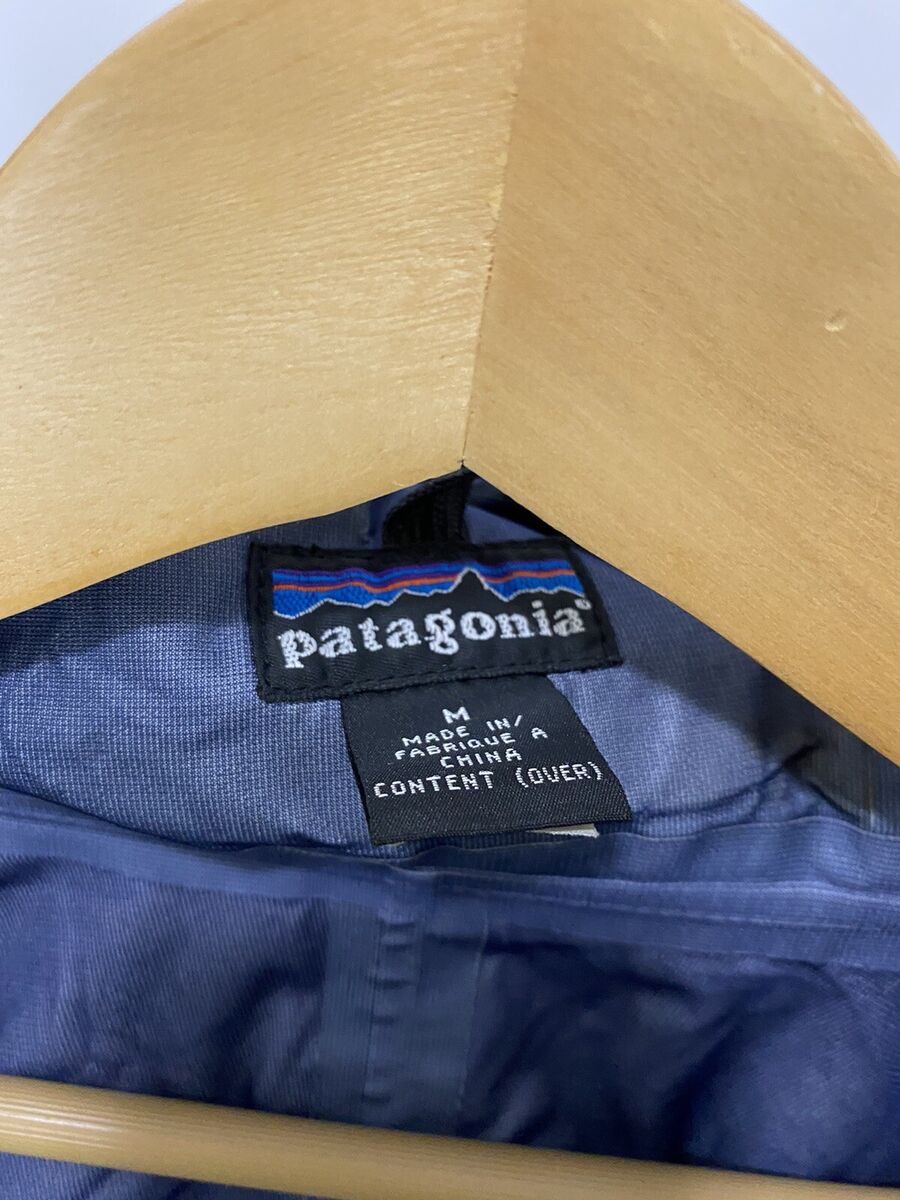 patagonia®
M
MADE IN/
FABRIQUE A
CHINA
CONTENT (OVER)